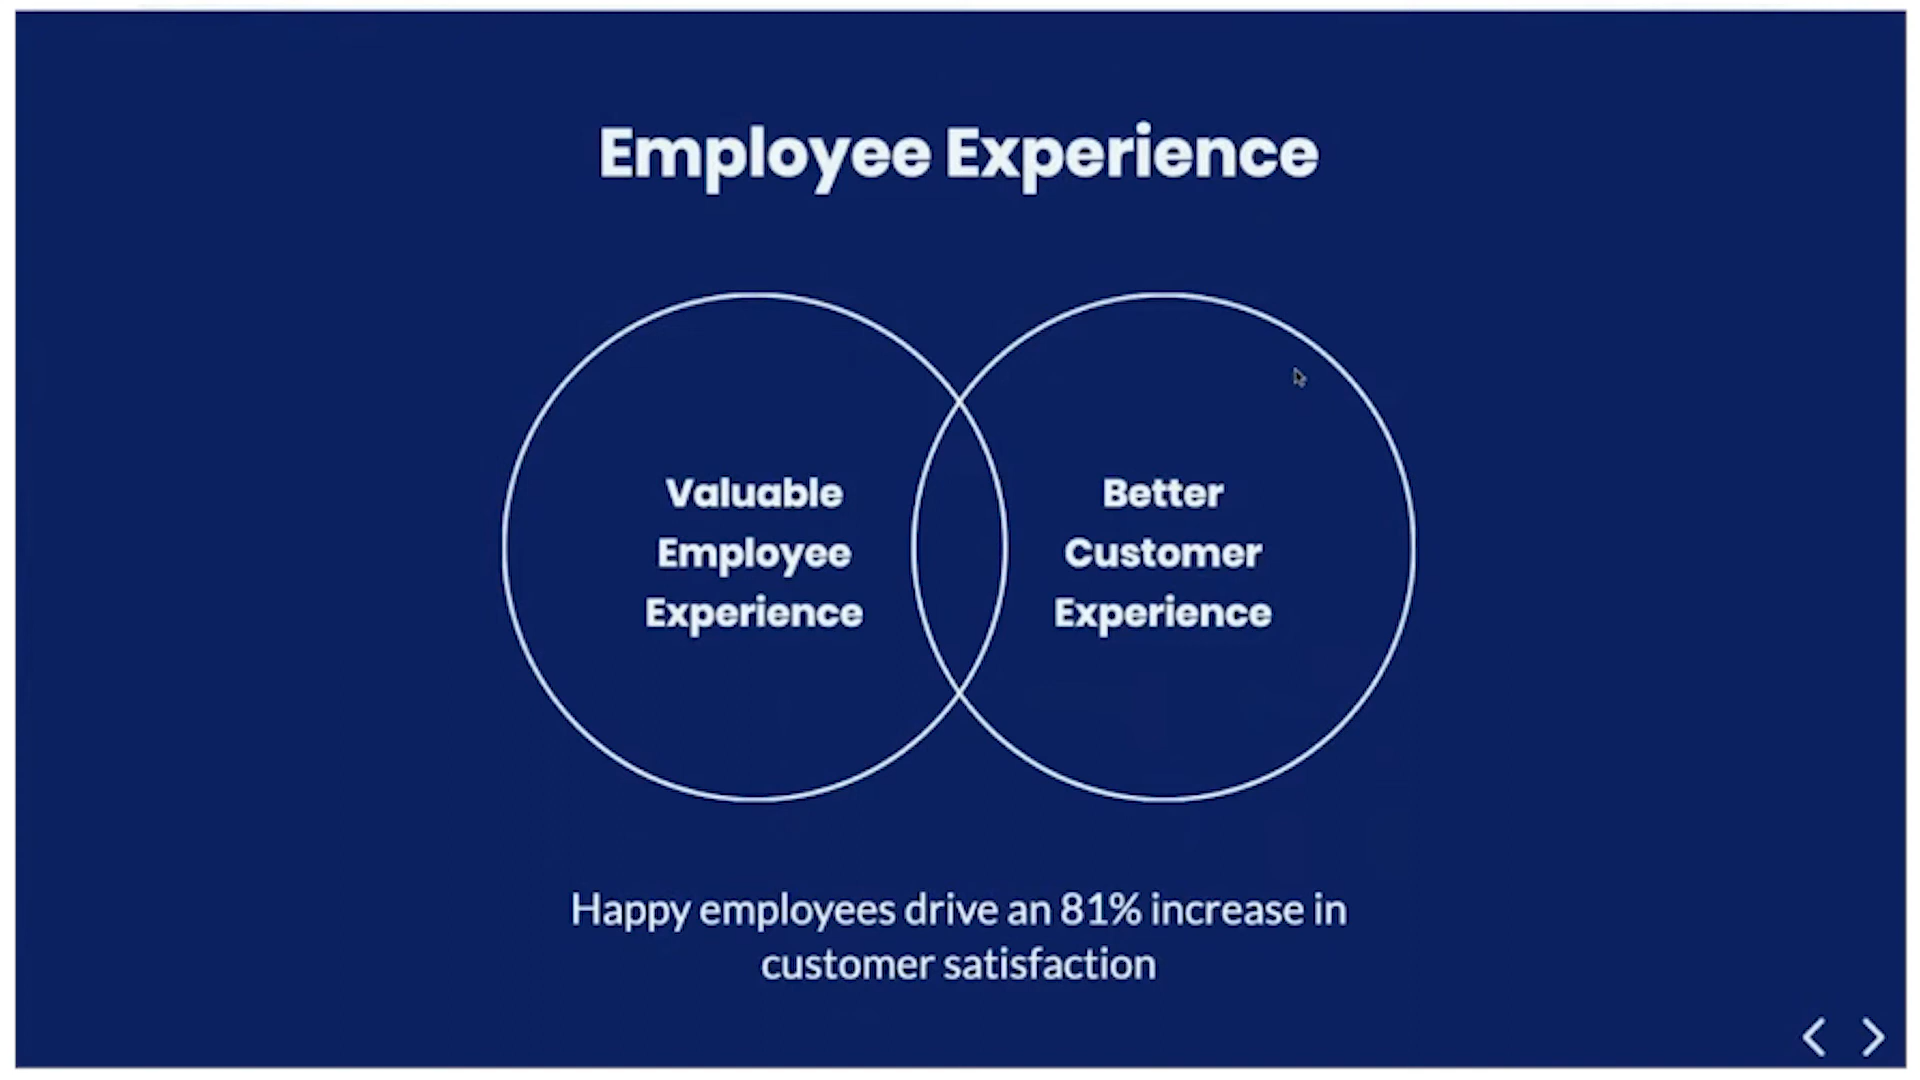 Employee Experience
Valuable
Employee
Experience
Better
Customer
Experience
Happy employees drive an 81% increase in
customer satisfaction